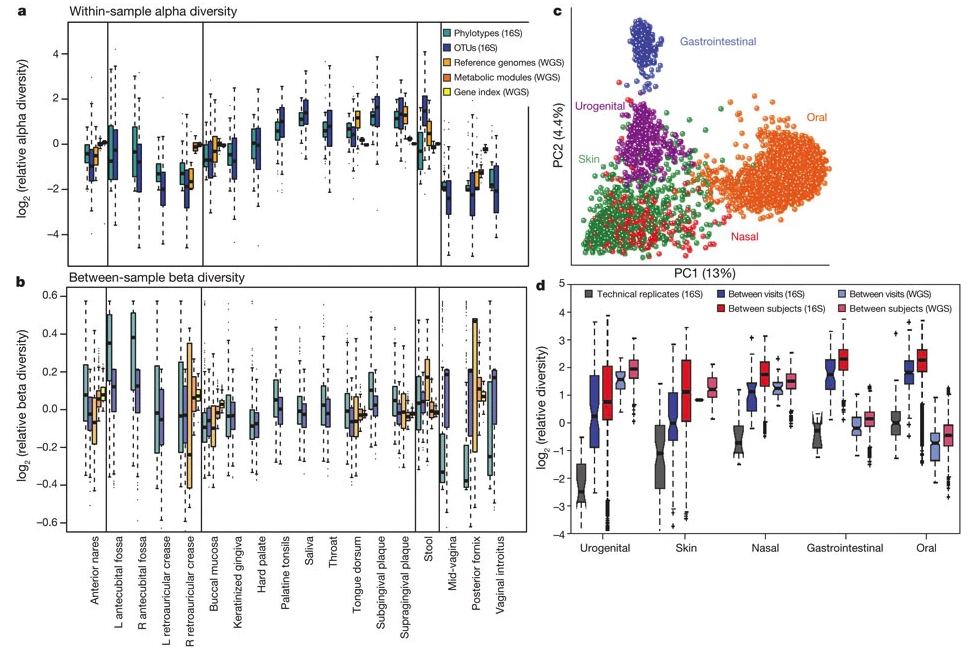 a Within-sample alpha diversity
log2 (relative alpha diversity)
4
2
0
−2
−4
Phylotypes (16S)
OTUs (16S)
Reference genomes (WGS)
Metabolic modules (WGS)
Gene index (WGS)
b Between-sample beta diversity
log2 (relative beta diversity)
0.6
0.4
0.2
0.0
−0.2
−0.4
−0.6
Anterior nares
L antecubital fossa
R antecubital fossa
L retroauricular crease
R retroauricular crease
Buccal mucosa
Keratinized gingiva
Hard palate
Palatine tonsils
Saliva
Throat
Tongue dorsum
Subgingival plaque
Supragingival plaque
Stool
Mid-vagina
Posterior fornix
Vaginal introitus
c
Gastrointestinal
Urogenital
Oral
Skin
Nasal
PC2 (4.4%)
PC1 (13%)
d
log2 (relative diversity)
5
4
3
2
1
0
−1
−2
−3
−4
Technical replicates (16S)
Between visits (16S)
Between subjects (16S)
Between visits (WGS)
Between subjects (WGS)
Urogenital
Skin
Nasal
Gastrointestinal
Oral